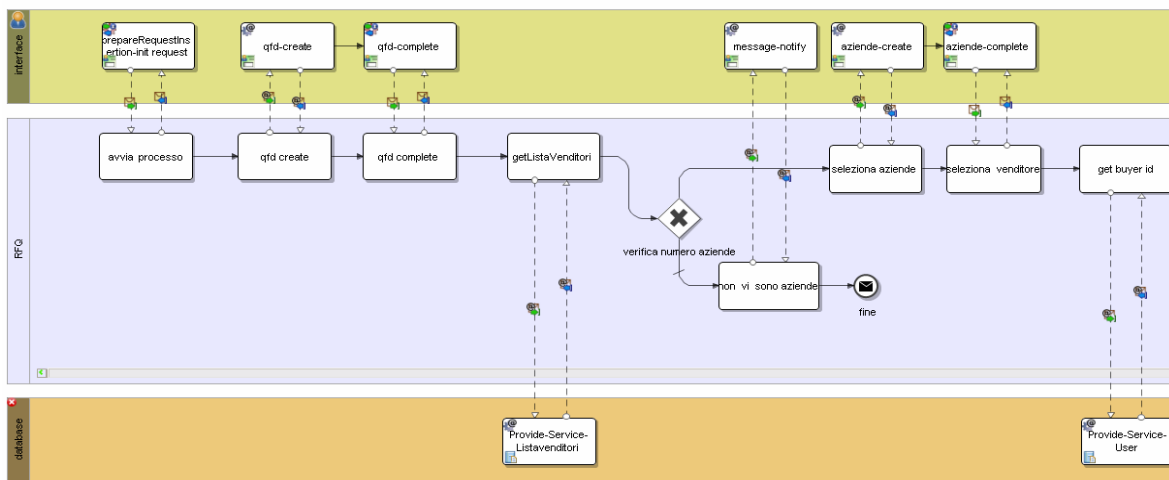 interface
prepareRequestIns
ertion-init request
qfd-create
qfd-complete
message-notify
aziende-create
aziende-complete
RFQ
avvia processo
qfd create
qfd complete
getListaVenditori
verifica numero aziende
non vi sono aziende
fine
seleziona aziende
seleziona venditore
get buyer id
database
Provide-Service-
Listavenditori
Provide-Service-
User